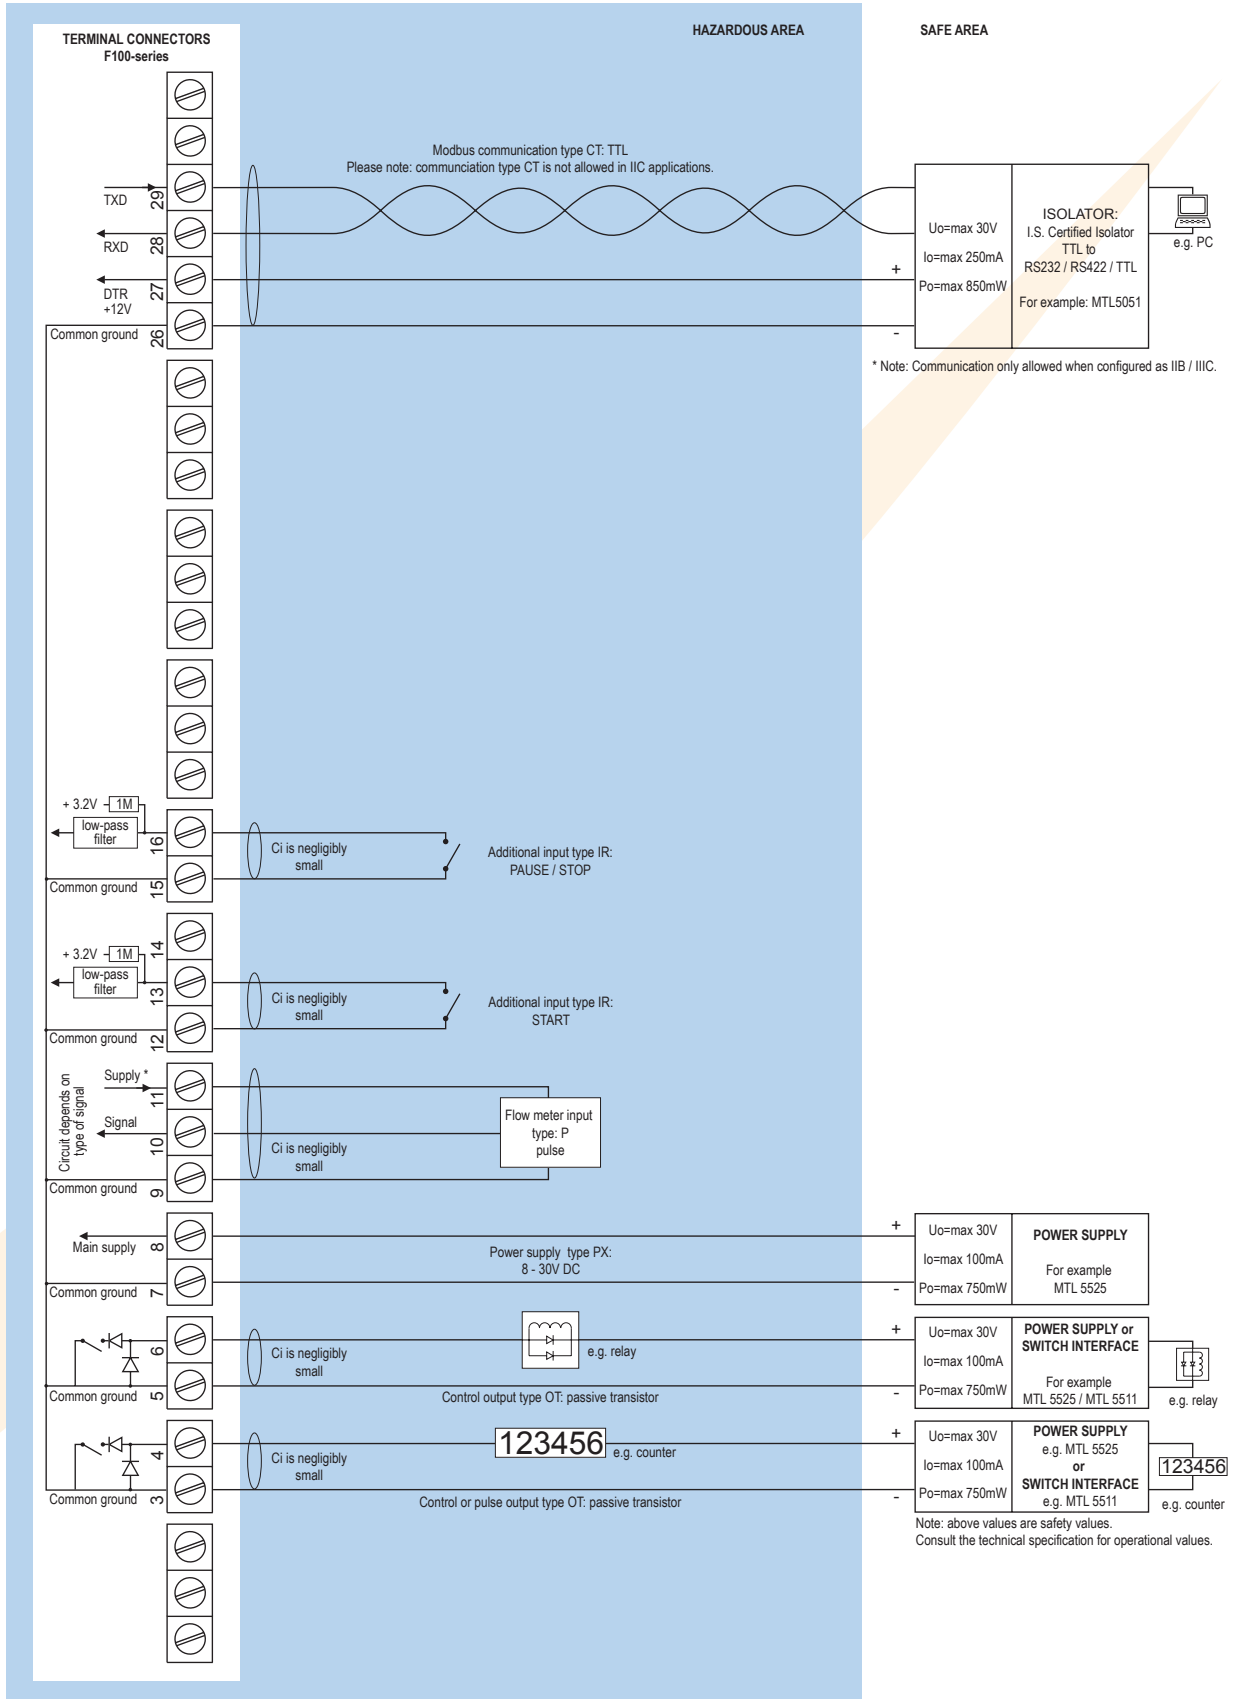 TERMINAL CONNECTORS
F100-series
HAZARDOUS AREA
SAFE AREA
Modbus communication type CT: TTL
Please note: communciation type CT is not allowed in IIC applications.
TXD
29
RXD
28
DTR
+12V
27
Common ground
26
+
-
Uo=max 30V
Io=max 250mA
Po=max 850mW
ISOLATOR:
I.S. Certified Isolator
TTL to
RS232 / RS422 / TTL
For example: MTL5051
e.g. PC
* Note: Communication only allowed when configured as IIB / IIIC.
+ 3.2V
1M
low-pass
filter
16
Common ground
15
Ci is negligibly
small
Additional input type IR:
PAUSE / STOP
14
+ 3.2V
1M
low-pass
filter
13
Common ground
12
Ci is negligibly
small
Additional input type IR:
START
Circuit depends on
type of signal
Supply *
11
Signal
10
Common ground
9
Ci is negligibly
small
Flow meter input
type: P
pulse
Main supply
8
Common ground
7
Power supply type PX:
8 - 30V DC
+
-
Uo=max 30V
Io=max 100mA
Po=max 750mW
POWER SUPPLY
For example
MTL 5525
6
Common ground
5
Ci is negligibly
small
e.g. relay
Control output type OT: passive transistor
+
-
Uo=max 30V
Io=max 100mA
Po=max 750mW
POWER SUPPLY or
SWITCH INTERFACE
For example
MTL 5525 / MTL 5511
e.g. relay
4
Common ground
3
Ci is negligibly
small
123456
e.g. counter
Control or pulse output type OT: passive transistor
+
-
Uo=max 30V
Io=max 100mA
Po=max 750mW
POWER SUPPLY
e.g. MTL 5525
or
SWITCH INTERFACE
e.g. MTL 5511
123456
e.g. counter
Note: above values are safety values.
Consult the technical specification for operational values.